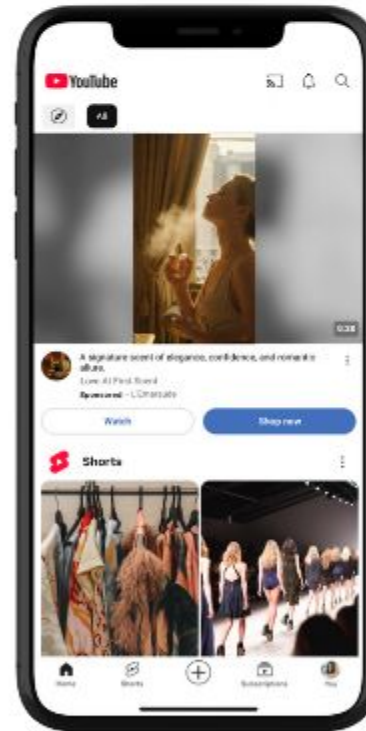 YouTube
All
0:30
A signature scent of elegance, confidence, and romantic
allure.
Love At First Scent
Sponsored ·
Watch
Shop now
Shorts
Home
Shorts
Subscriptions
You